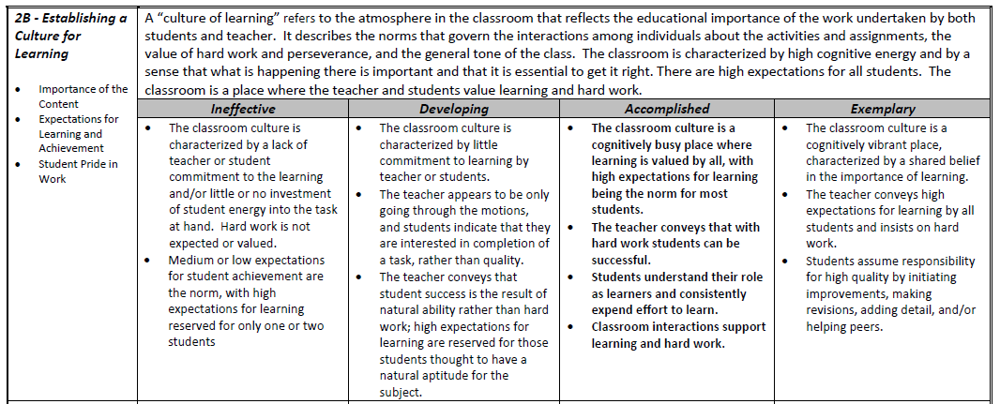 2B - Establishing a
Culture for
Learning
• Importance of the
Content
• Expectations for
Learning and
Achievement
• Student Pride in
Work
A “culture of learning” refers to the atmosphere in the classroom that reflects the educational importance of the work undertaken by both
students and teacher.  It describes the norms that govern the interactions among individuals about the activities and assignments, the
value of hard work and perseverance, and the general tone of the class.  The classroom is characterized by high cognitive energy and by a
sense that what is happening there is important and that it is essential to get it right. There are high expectations for all students.  The
classroom is a place where the teacher and students value learning and hard work.
Ineffective
• The classroom culture is
characterized by a lack of
teacher or student
commitment to the learning
and/or little or no investment
of student energy into the task
at hand.  Hard work is not
expected or valued.
• Medium or low expectations
for student achievement are
the norm, with high
expectations for learning
reserved for only one or two
students
Developing
• The classroom culture is
characterized by little
commitment to learning by
teacher or students.
• The teacher appears to be only
going through the motions,
and students indicate that they
are interested in completion of
a task, rather than quality.
• The teacher conveys that
student success is the result of
natural ability rather than hard
work; high expectations for
learning are reserved for those
students thought to have a
natural aptitude for the
subject.
Accomplished
• The classroom culture is a
cognitively busy place where
learning is valued by all, with
high expectations for learning
being the norm for most
students.
• The teacher conveys that with
hard work students can be
successful.
• Students understand their role
as learners and consistently
expend effort to learn.
• Classroom interactions support
learning and hard work.
Exemplary
• The classroom culture is a
cognitively vibrant place,
characterized by a shared belief
in the importance of learning.
• The teacher conveys high
expectations for learning by all
students and insists on hard
work.
• Students assume responsibility
for high quality by initiating
improvements, making
revisions, adding detail, and/or
helping peers.